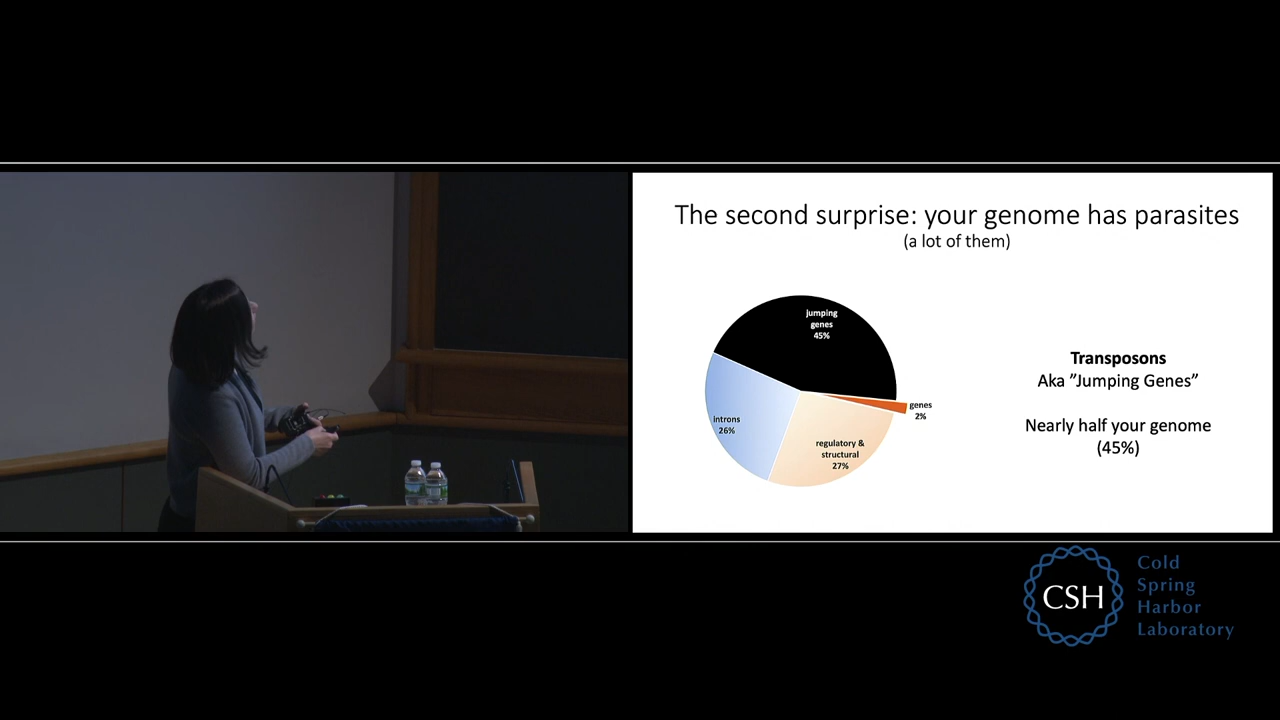 The second surprise: your genome has parasites
(a lot of them)
jumping
genes
45%
genes
2%
introns
26%
regulatory &
structural
27%
Transposons
Aka ”Jumping Genes”
Nearly half your genome
(45%)
CSH
Cold
Spring
Harbor
Laboratory